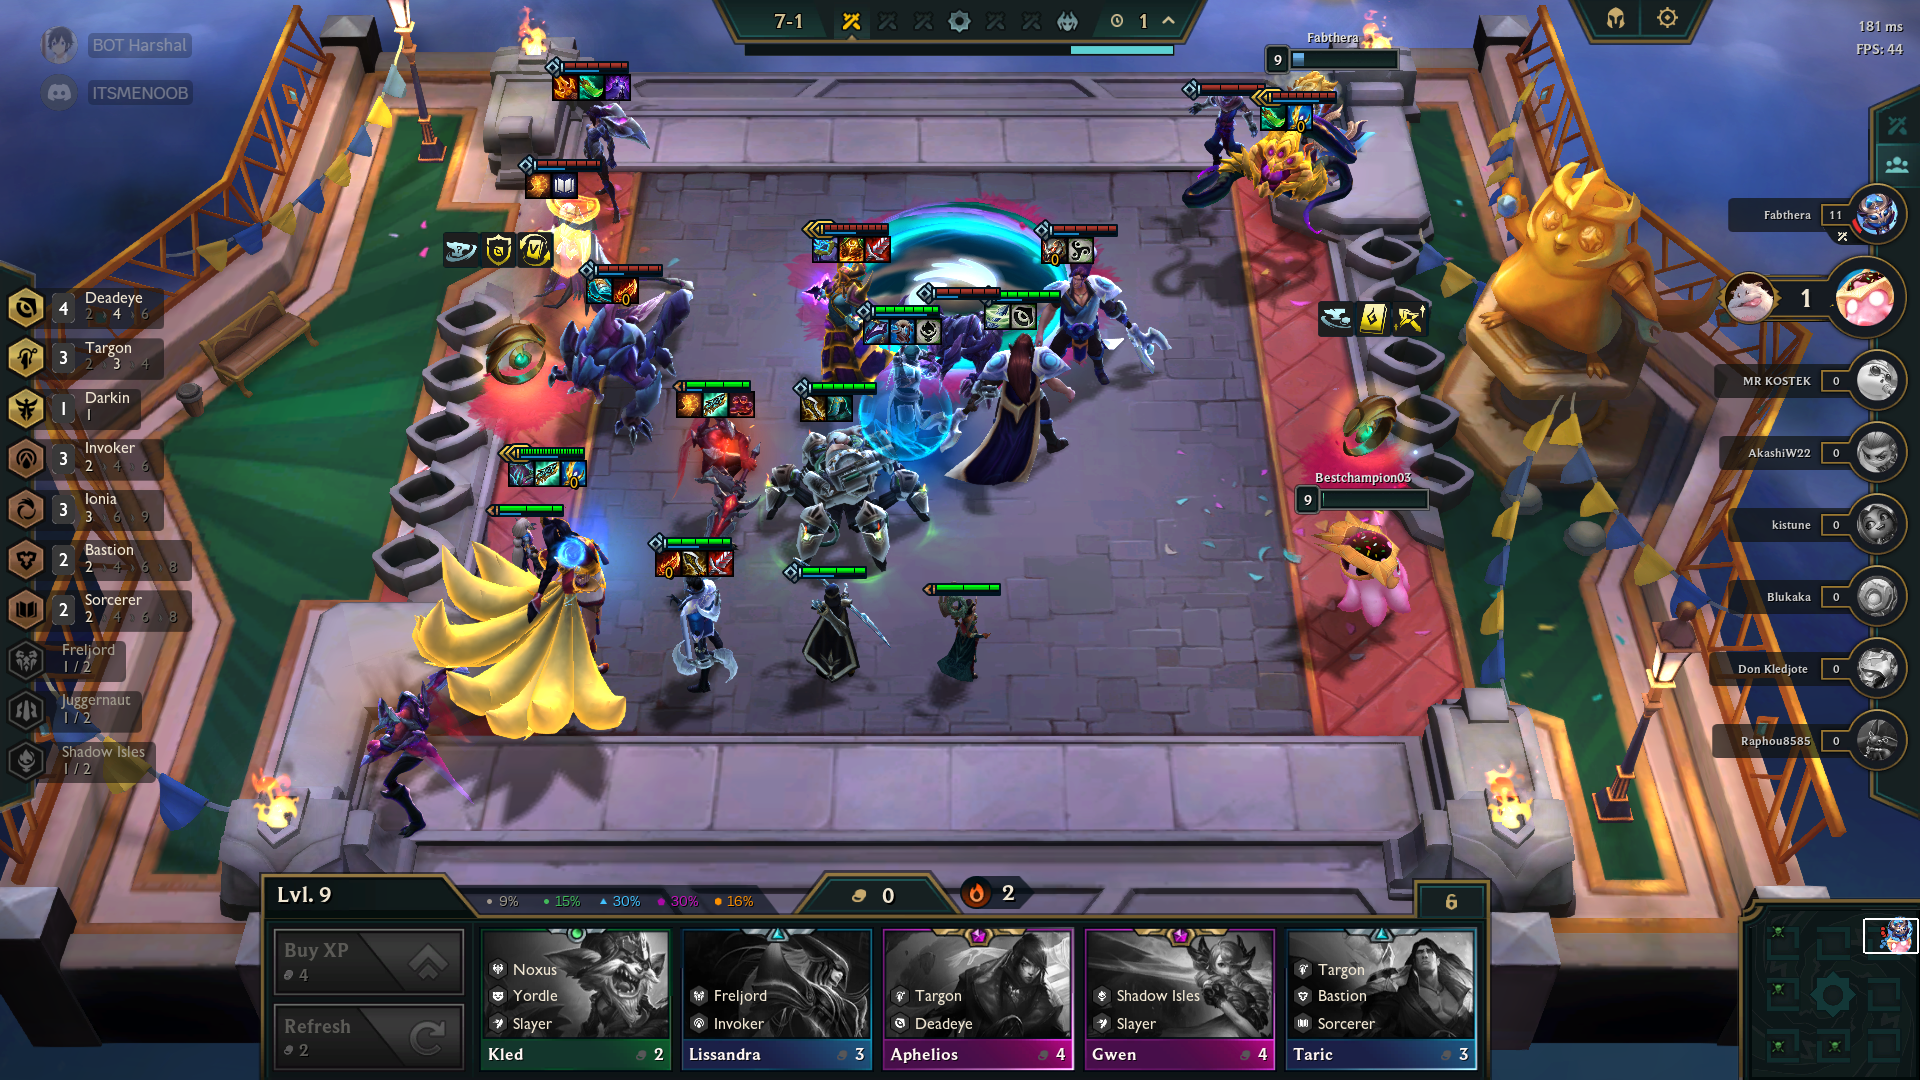 7-1
1
181 ms
FPS: 44
BOT Harshal
ITSMENOOB
Fabthera
9
Fabthera
11
1
MR KOSTEK
0
AkashiW22
0
kistune
0
Blukaka
0
Don Kledjote
0
Raphou8585
0
4
Deadeye
2 › 4 › 6
3
Targon
2 › 3 › 4
1
Darkin
1
3
Invoker
2 › 4 › 6
3
Ionia
3 › 6 › 9
2
Bastion
2 › 4 › 6 › 8
2
Sorcerer
2 › 4 › 6 › 8
Freljord
1 / 2
Juggernaut
1 / 2
Shadow Isles
1 / 2
0
0
0
0
0
Bestchampion03
9
Lvl. 9
9%
15%
30%
30%
16%
0
2
6
Buy XP
4
Refresh
2
Noxus
Yordle
Slayer
Kled
2
Freljord
Invoker
Lissandra
3
Targon
Deadeye
Aphelios
4
Shadow Isles
Slayer
Gwen
4
Targon
Bastion
Sorcerer
Taric
3